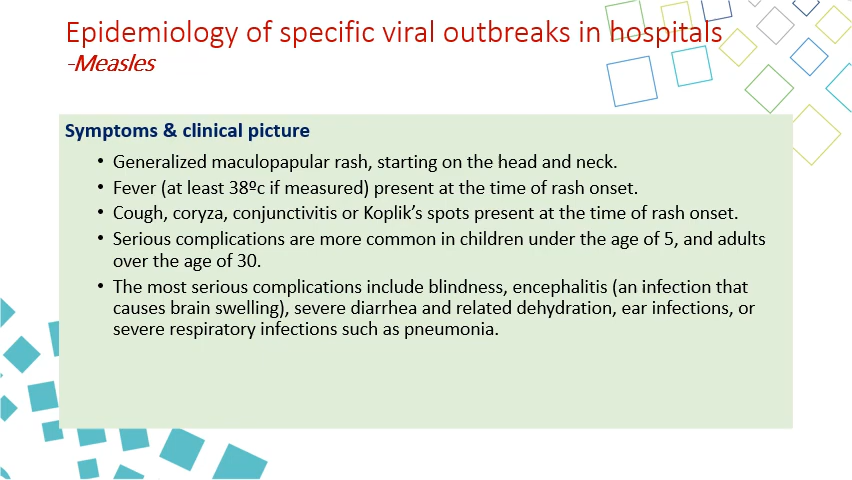 Epidemiology of specific viral outbreaks in hospitals
-Measles
Symptoms & clinical picture
• Generalized maculopapular rash, starting on the head and neck.
• Fever (at least 38ºc if measured) present at the time of rash onset.
• Cough, coryza, conjunctivitis or Koplik’s spots present at the time of rash onset.
• Serious complications are more common in children under the age of 5, and adults
over the age of 30.
• The most serious complications include blindness, encephalitis (an infection that
causes brain swelling), severe diarrhea and related dehydration, ear infections, or
severe respiratory infections such as pneumonia.